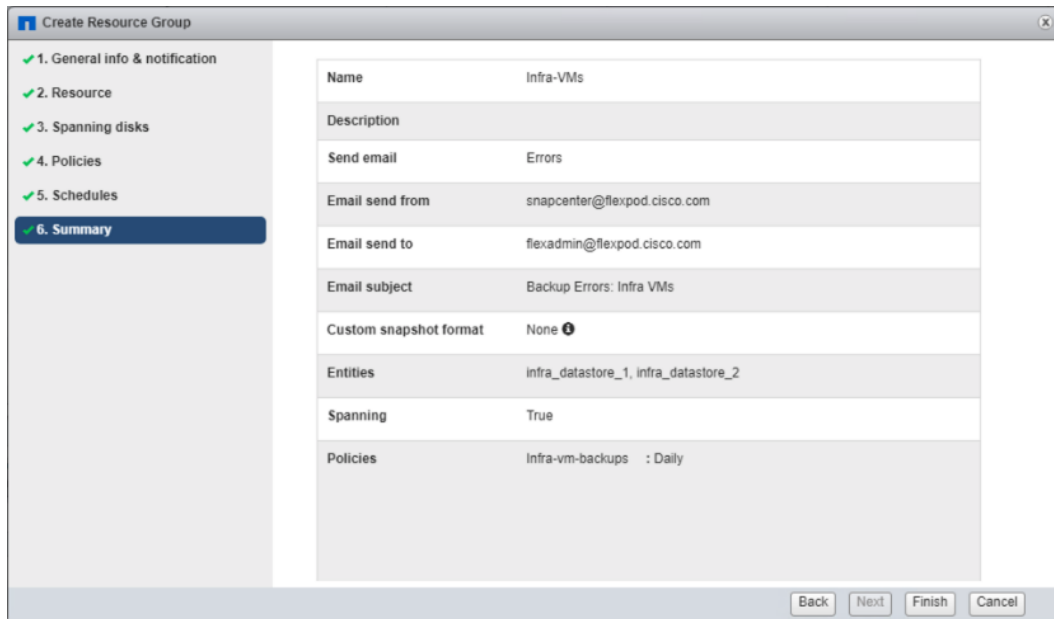 Create Resource Group
1. General info & notification
2. Resource
3. Spanning disks
4. Policies
5. Schedules
6. Summary
Name Infra-VMs
Description
Send email Errors
Email send from snapcenter@flexpod.cisco.com
Email send to flexadmin@flexpod.cisco.com
Email subject Backup Errors: Infra VMs
Custom snapshot format None
Entities infra_datastore_1, infra_datastore_2
Spanning True
Policies Infra-vm-backups : Daily
Back Next Finish Cancel